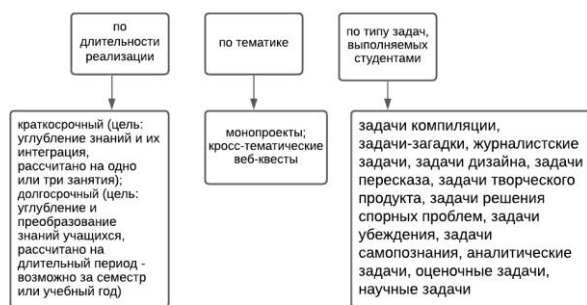 по
длительности
реализации
по тематике
по типу задач,
выполняемых
студентами
краткосрочный (цель:
углубление знаний и их
интеграция,
рассчитано на одно
или три занятия);
долгосрочный (цель:
углубление и
преобразование
знаний учащихся,
рассчитано на
длительный период -
возможно за семестр
или учебный год)
монопроекты;
кросс-тематические
веб-квесты
задачи компиляции,
задачи-загадки, журналистские
задачи, задачи дизайна, задачи
пересказа, задачи творческого
продукта, задачи решения
спорных проблем, задачи
убеждения, задачи
самопознания, аналитические
задачи, оценочные задачи,
научные задачи